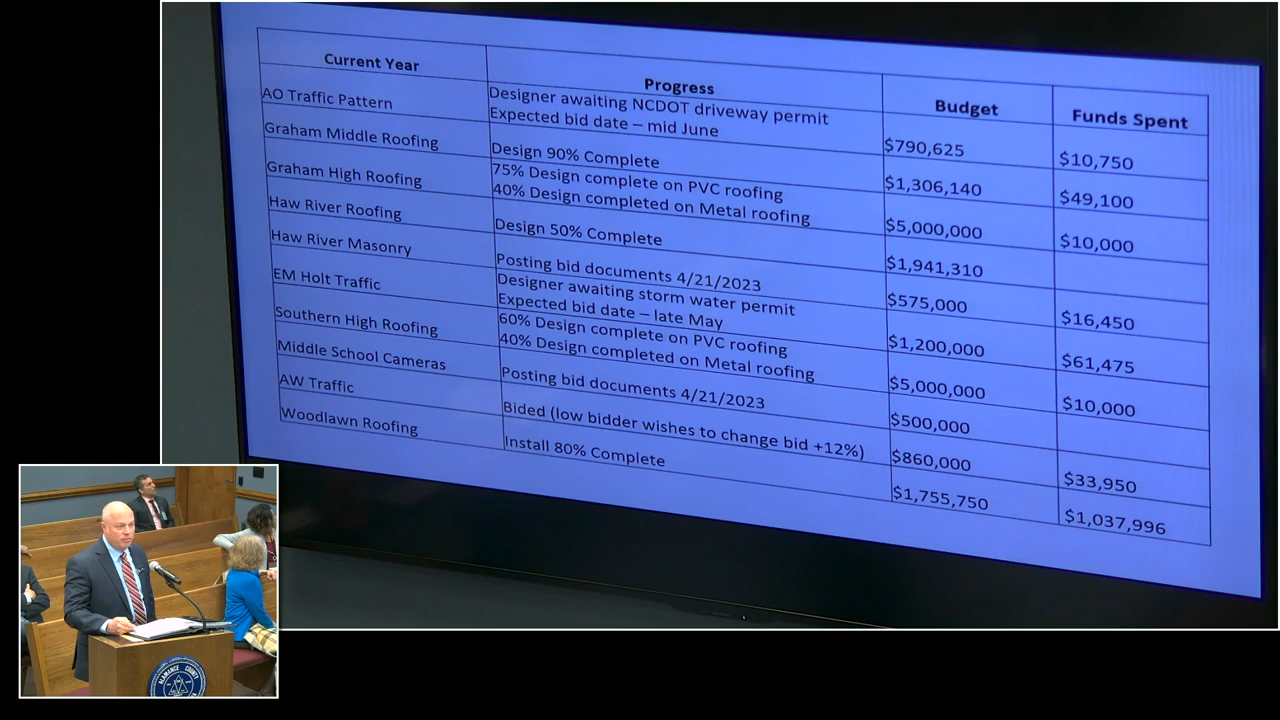 Current Year
Progress
Budget
Funds Spent
AO Traffic Pattern
Designer awaiting NCDOT driveway permit
Expected bid date – mid June
$790,625
$10,750
Graham Middle Roofing
Design 90% Complete
$1,306,140
$49,100
Graham High Roofing
75% Design complete on PVC roofing
40% Design completed on Metal roofing
$5,000,000
$10,000
Haw River Roofing
Design 50% Complete
$1,941,310
Haw River Masonry
Posting bid documents 4/21/2023
$575,000
$16,450
EM Holt Traffic
Designer awaiting storm water permit
Expected bid date – late May
$1,200,000
$61,475
Southern High Roofing
60% Design complete on PVC roofing
40% Design completed on Metal roofing
$5,000,000
$10,000
Middle School Cameras
Posting bid documents 4/21/2023
$500,000
AW Traffic
Bided (low bidder wishes to change bid +12%)
$860,000
$33,950
Woodlawn Roofing
Install 80% Complete
$1,755,750
$1,037,996
ALAMANCE COUNTY